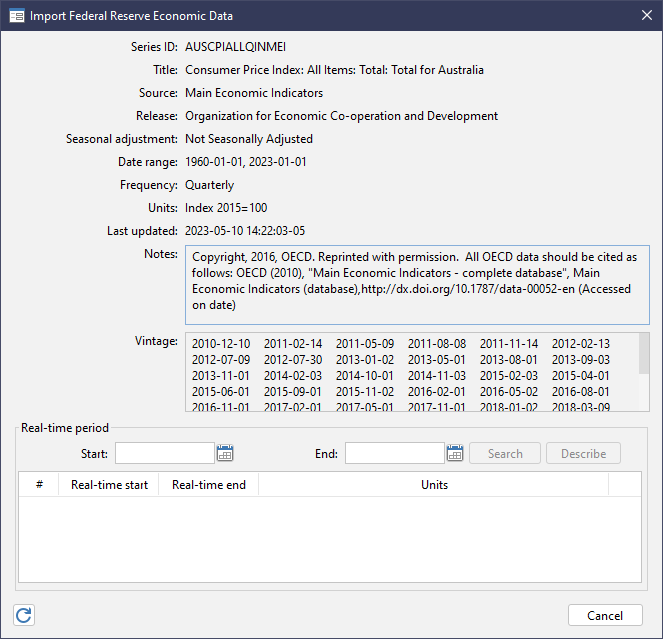 Import Federal Reserve Economic Data
Series ID: AUSCPIALLQINMEI
Title: Consumer Price Index: All Items: Total: Total for Australia
Source: Main Economic Indicators
Release: Organization for Economic Co-operation and Development
Seasonal adjustment: Not Seasonally Adjusted
Date range: 1960-01-01, 2023-01-01
Frequency: Quarterly
Units: Index 2015=100
Last updated: 2023-05-10 14:22:03-05
Notes: Copyright, 2016, OECD. Reprinted with permission.  All OECD data should be cited as
follows: OECD (2010), "Main Economic Indicators - complete database", Main
Economic Indicators (database),http://dx.doi.org/10.1787/data-00052-en (Accessed
on date)
Vintage: 2010-12-10 2011-02-14 2011-05-09 2011-08-08 2011-11-14 2012-02-13
2012-07-09 2012-07-30 2013-01-02 2013-05-01 2013-08-01 2013-09-03
2013-11-01 2014-02-03 2014-10-01 2014-11-03 2015-02-03 2015-04-01
2015-06-01 2015-09-01 2015-11-02 2016-02-01 2016-05-02 2016-08-01
2016-11-01 2017-02-01 2017-05-01 2017-11-01 2018-01-02 2018-03-09
Real-time period
Start: End: Search Describe
# Real-time start Real-time end Units
Cancel